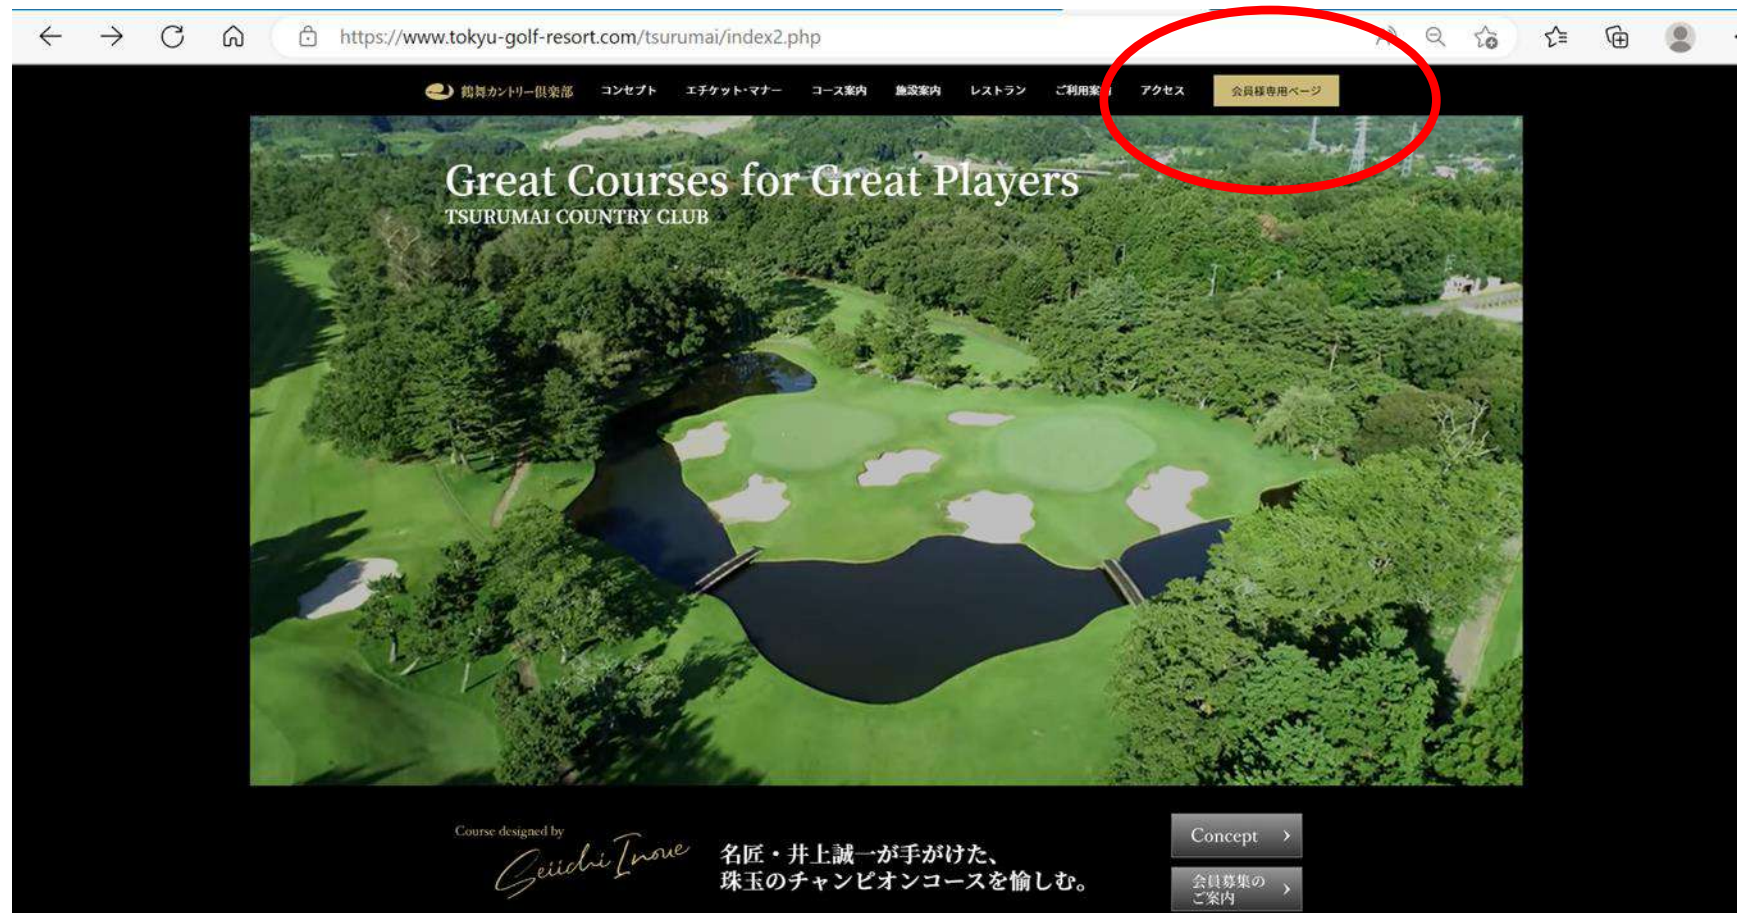 https://www.tokyu-golf-resort.com/tsurumai/index2.php
鶴舞カントリー倶楽部 コンセプト エチケット・マナー コース案内 施設案内 レストラン ご利用案内 アクセス 会員様専用ページ
Great Courses for Great Players
TSURUMAI COUNTRY CLUB
Course designed by
Seiichi Inoue
名匠・井上誠一が手がけた、
珠玉のチャンピオンコースを愉しむ。
Concept
会員募集の
ご案内